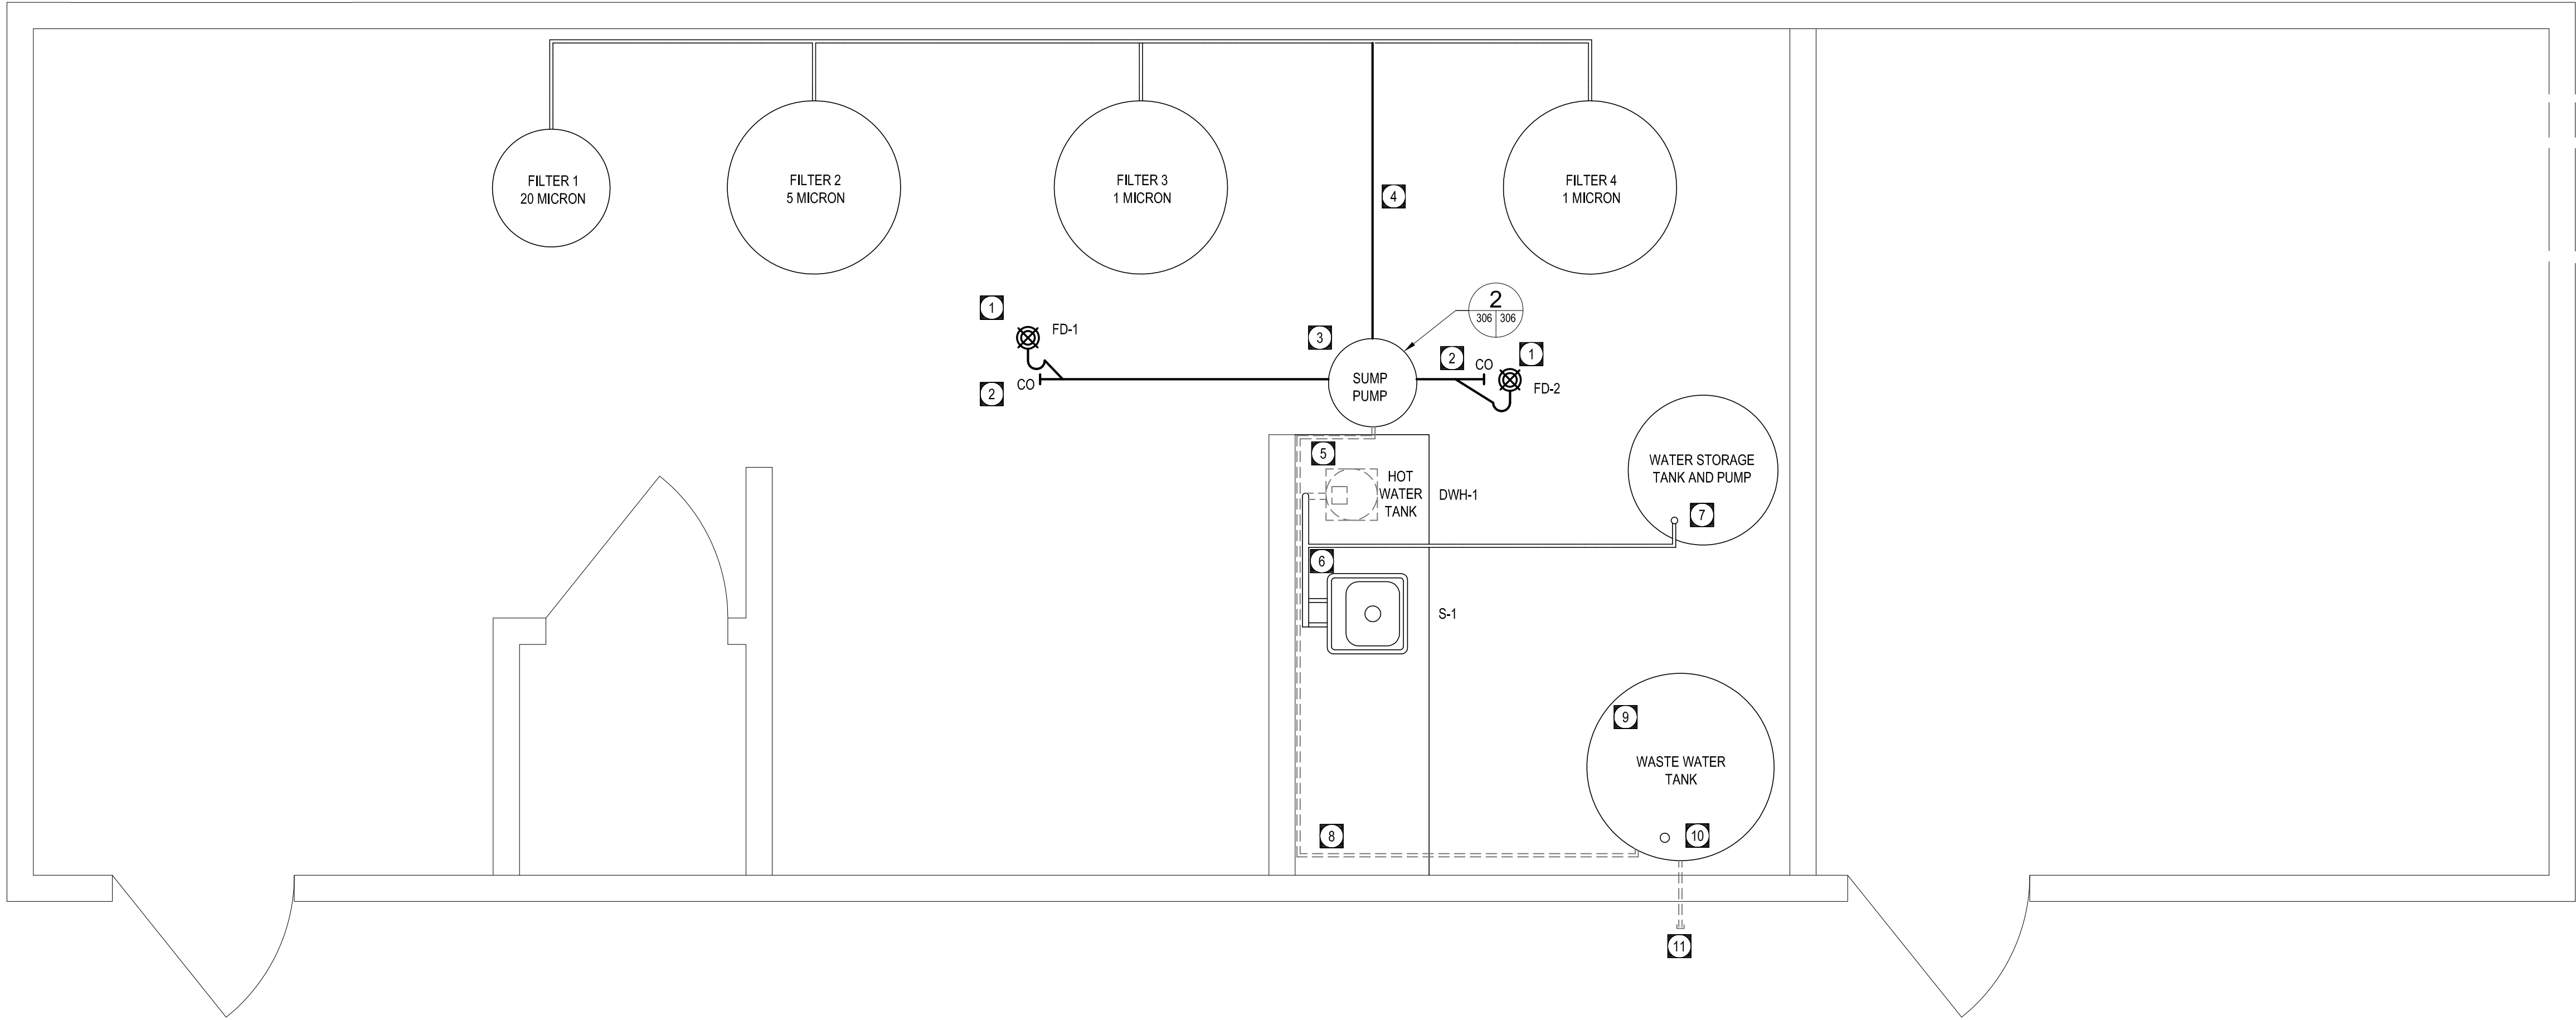 FILTER 1
20 MICRON
FILTER 2
5 MICRON
FILTER 3
1 MICRON
FILTER 4
1 MICRON
4
1
FD-1
2
CO
3
SUMP
PUMP
2
306 306
2
CO
1
FD-2
5
HOT
WATER
TANK
DWH-1
WATER STORAGE
TANK AND PUMP
7
6
S-1
9
WASTE WATER
TANK
8
10
11